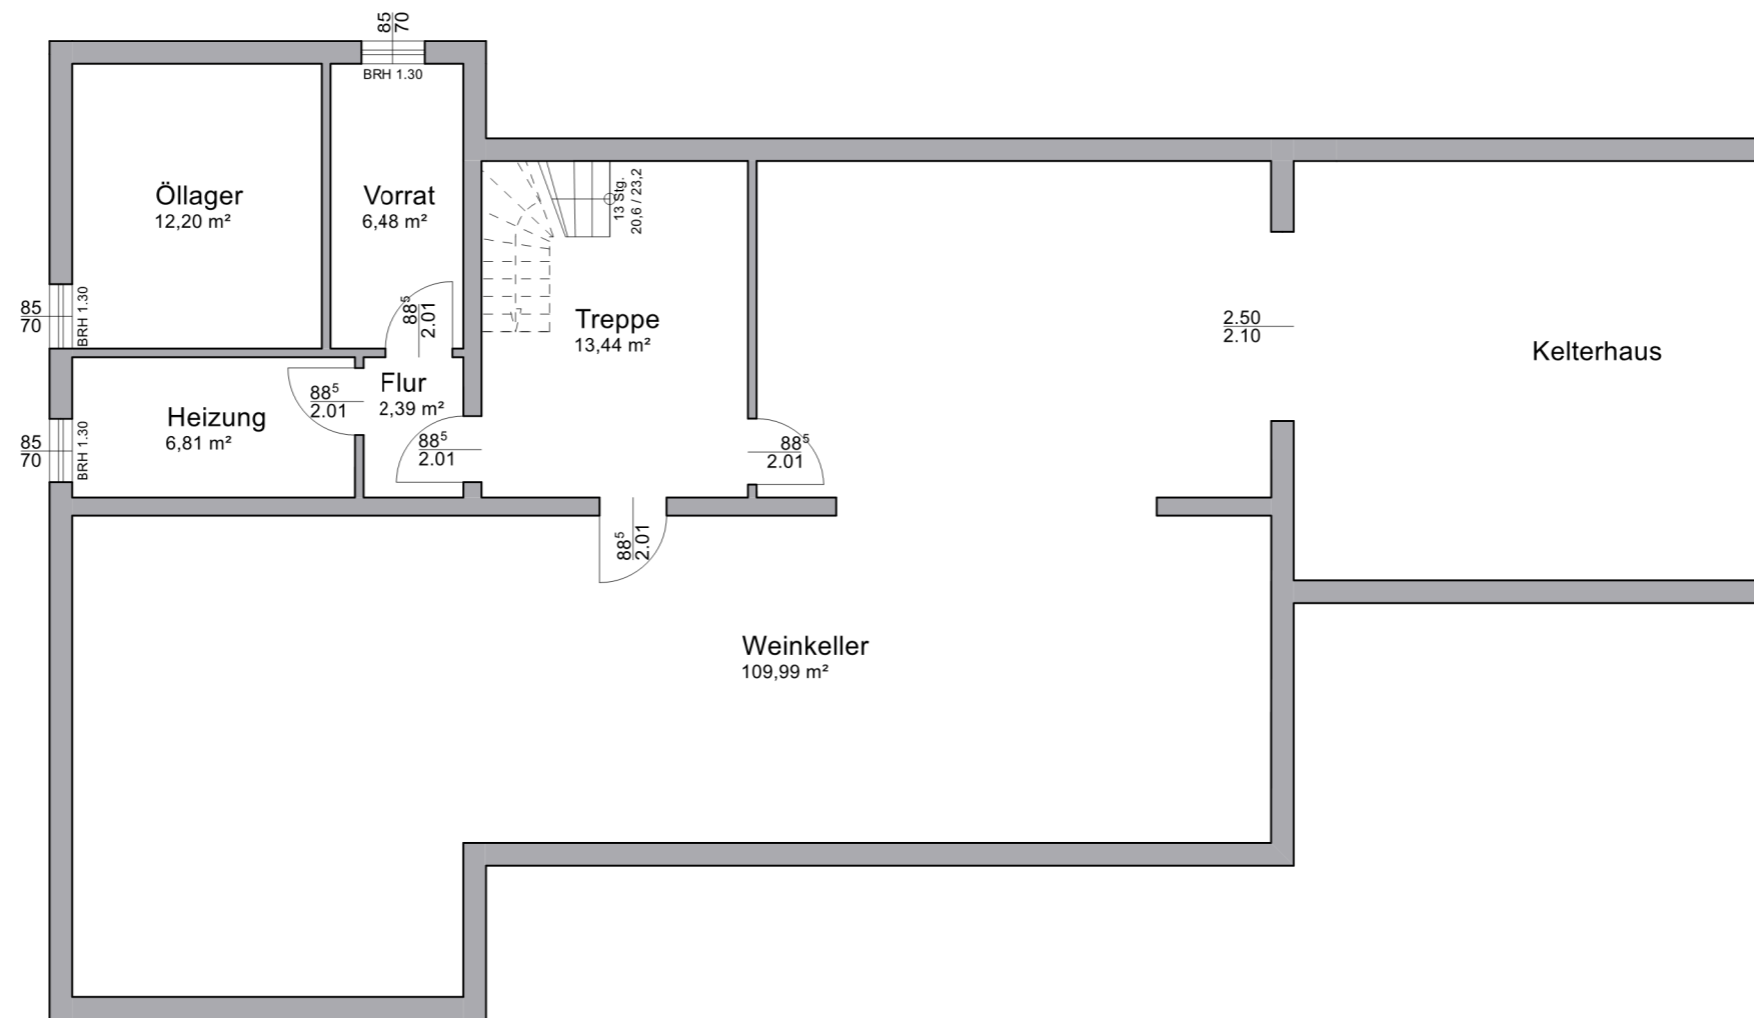 85
70
BRH 1.30
Öllager
12,20 m²
Vorrat
6,48 m²
13 Stg.
20,6 / 23,2
85
70
BRH 1.30
88⁵
2.01
Treppe
13,44 m²
2.50
2.10
Kelterhaus
Flur
2,39 m²
88⁵
2.01
Heizung
6,81 m²
85
70
BRH 1.30
88⁵
2.01
88⁵
2.01
88⁵
2.01
Weinkeller
109,99 m²